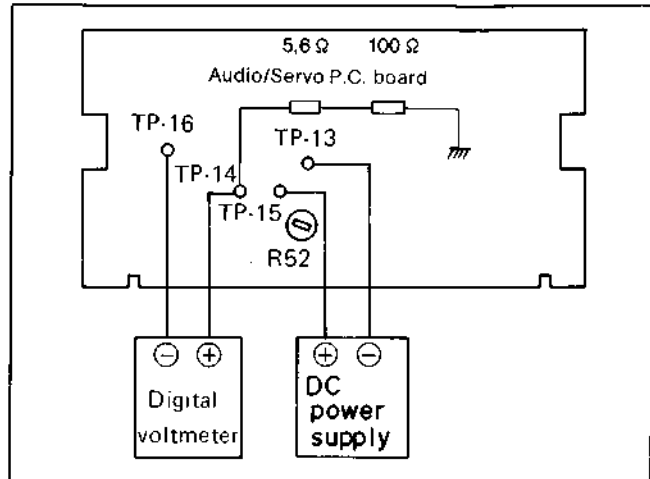 5,6 Ω 100 Ω
Audio/Servo P.C. board
TP-16
TP-13
TP-14
TP-15
R52
⊖ ⊕
⊕ ⊖
Digital
voltmeter
DC
power
supply